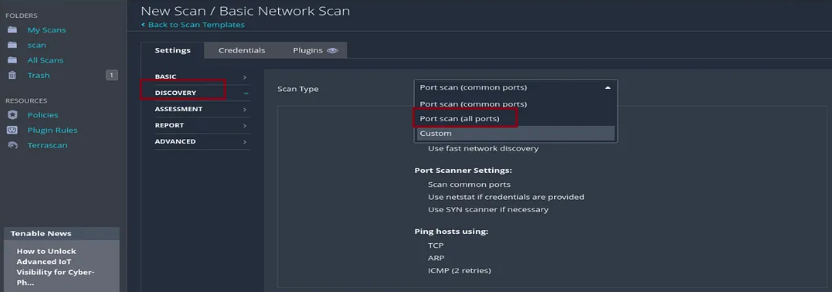 New Scan / Basic Network Scan
Back to Scan Templates
FOLDERS
My Scans
scan
All Scans
Trash 1
RESOURCES
Policies
Plugin Rules
Terrascan
Tenable News
How to Unlock
Advanced IoT
Visibility for Cyber-
Ph...
Settings Credentials Plugins
BASIC
DISCOVERY
ASSESSMENT
REPORT
ADVANCED
Scan Type
Port scan (common ports)
Port scan (common ports)
Port scan (all ports)
Custom
Use fast network discovery
Port Scanner Settings:
Scan common ports
Use netstat if credentials are provided
Use SYN scanner if necessary
Ping hosts using:
TCP
ARP
ICMP (2 retries)